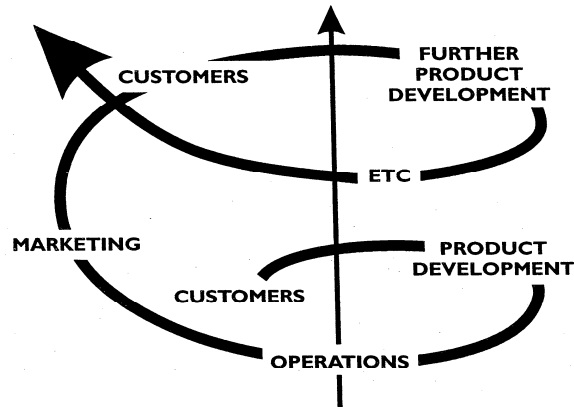 CUSTOMERS
FURTHER
PRODUCT
DEVELOPMENT
ETC
MARKETING
PRODUCT
DEVELOPMENT
CUSTOMERS
OPERATIONS